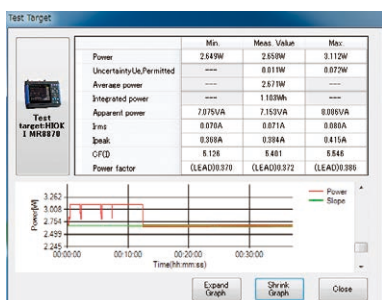 Test Target
Min. Meas. Value Max.
Power 2.649W 2.658W 3.112W
UncertaintyUe,Permitted --- 0.011W 0.072W
Average power --- 2.671W ---
Integrated power --- 1.103Wh ---
Apparent power 7.075VA 7.153VA 8.086VA
Irms 0.070A 0.071A 0.080A
Ipeak 0.368A 0.384A 0.415A
CF(I) 5.126 5.401 5.546
Power factor (LEAD)0.370 (LEAD)0.372 (LEAD)0.386
Test
target:HIOK
I MR8870
Power[W]
3.262
3.008
2.754
2.499
2.245
00:00:00 00:10:00 00:20:00 00:30:00
Time(hh:mm:ss)
Power
Slope
Expand
Graph
Shrink
Graph
Close